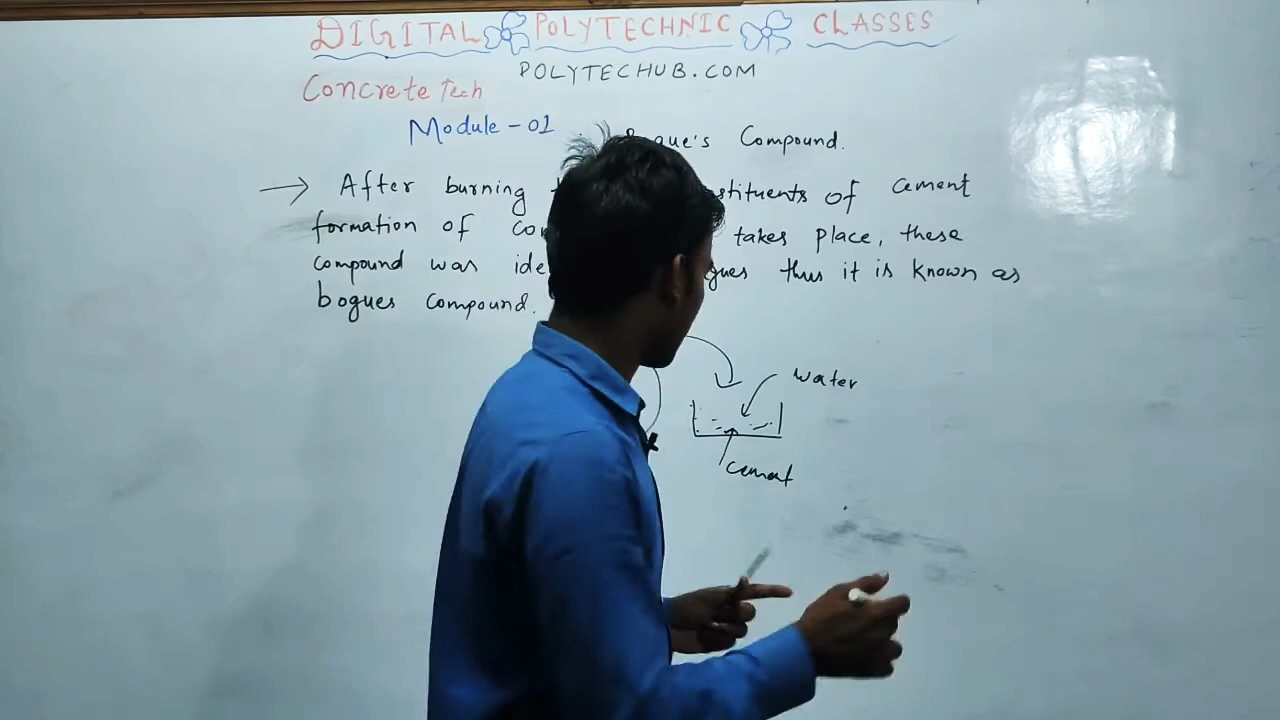 DIGITAL POLYTECHNIC CLASSES
POLYTECHUB.COM
Concrete Tech
Module - 01
Compound.
→ After burning of cement
formation of takes place, these
compound was thus it is known as
bogues compound.
water
cement